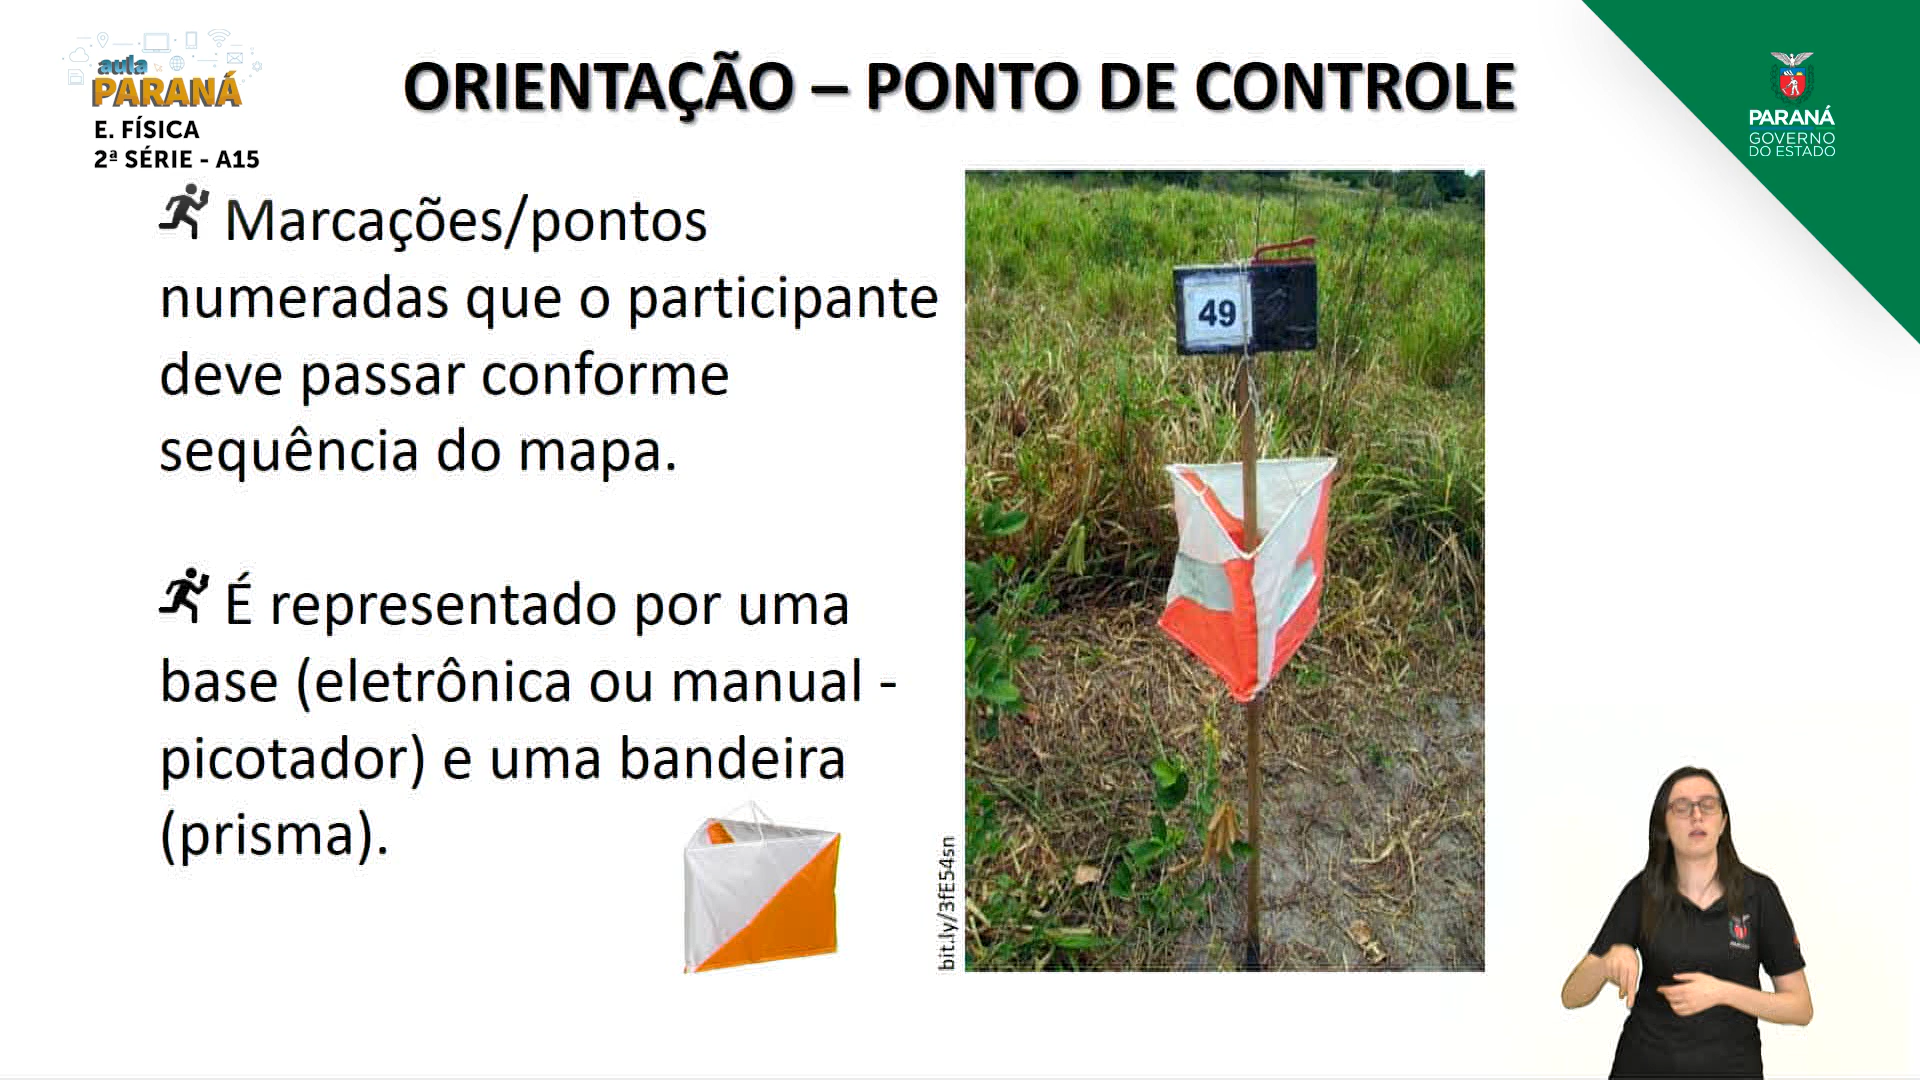 aula
PARANÁ
E. FÍSICA
2ª SÉRIE - A15
ORIENTAÇÃO – PONTO DE CONTROLE
PARANÁ
GOVERNO
DO ESTADO
Marcações/pontos
numeradas que o participante
deve passar conforme
sequência do mapa.
É representado por uma
base (eletrônica ou manual -
picotador) e uma bandeira
(prisma).
49
bit.ly/3fE54sn